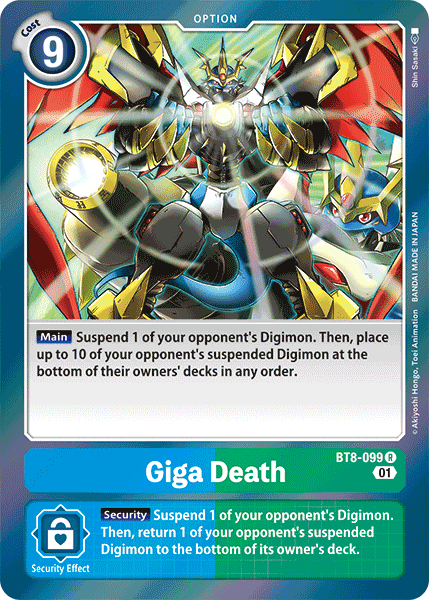 OPTION
Cost
9
Shin Sasaki
© Akiyoshi Hongo, Toei Animation BANDAI MADE IN JAPAN
Main Suspend 1 of your opponent's Digimon. Then, place
up to 10 of your opponent's suspended Digimon at the
bottom of their owners' decks in any order.
BT8-099 R
Giga Death
01
Security Suspend 1 of your opponent's Digimon.
Then, return 1 of your opponent's suspended
Digimon to the bottom of its owner's deck.
Security Effect